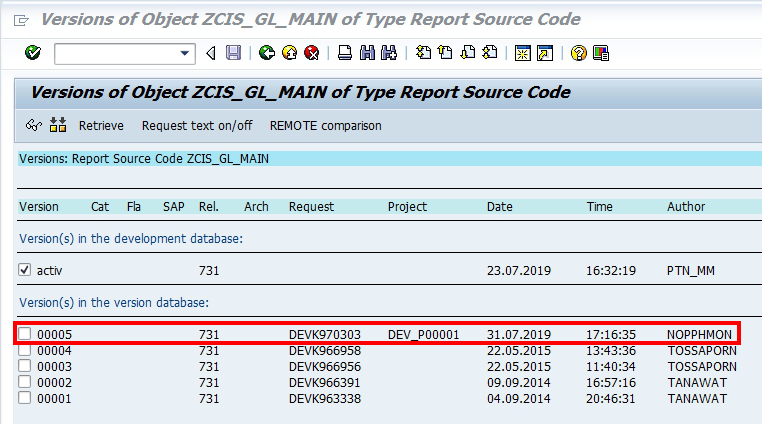 Versions of Object ZCIS_GL_MAIN of Type Report Source Code
Versions of Object ZCIS_GL_MAIN of Type Report Source Code
Retrieve Request text on/off REMOTE comparison
Versions: Report Source Code ZCIS_GL_MAIN
Version Cat Fla SAP Rel. Arch Request Project Date Time Author
Version(s) in the development database:
activ 731 23.07.2019 16:32:19 PTN_MM
Version(s) in the version database:
00005 731 DEVK970303 DEV_P00001 31.07.2019 17:16:35 NOPPHMON
00004 731 DEVK966958 22.05.2015 13:43:36 TOSSAPORN
00003 731 DEVK966956 22.05.2015 11:40:34 TOSSAPORN
00002 731 DEVK966391 09.09.2014 16:57:16 TANAWAT
00001 731 DEVK963338 04.09.2014 20:46:31 TANAWAT